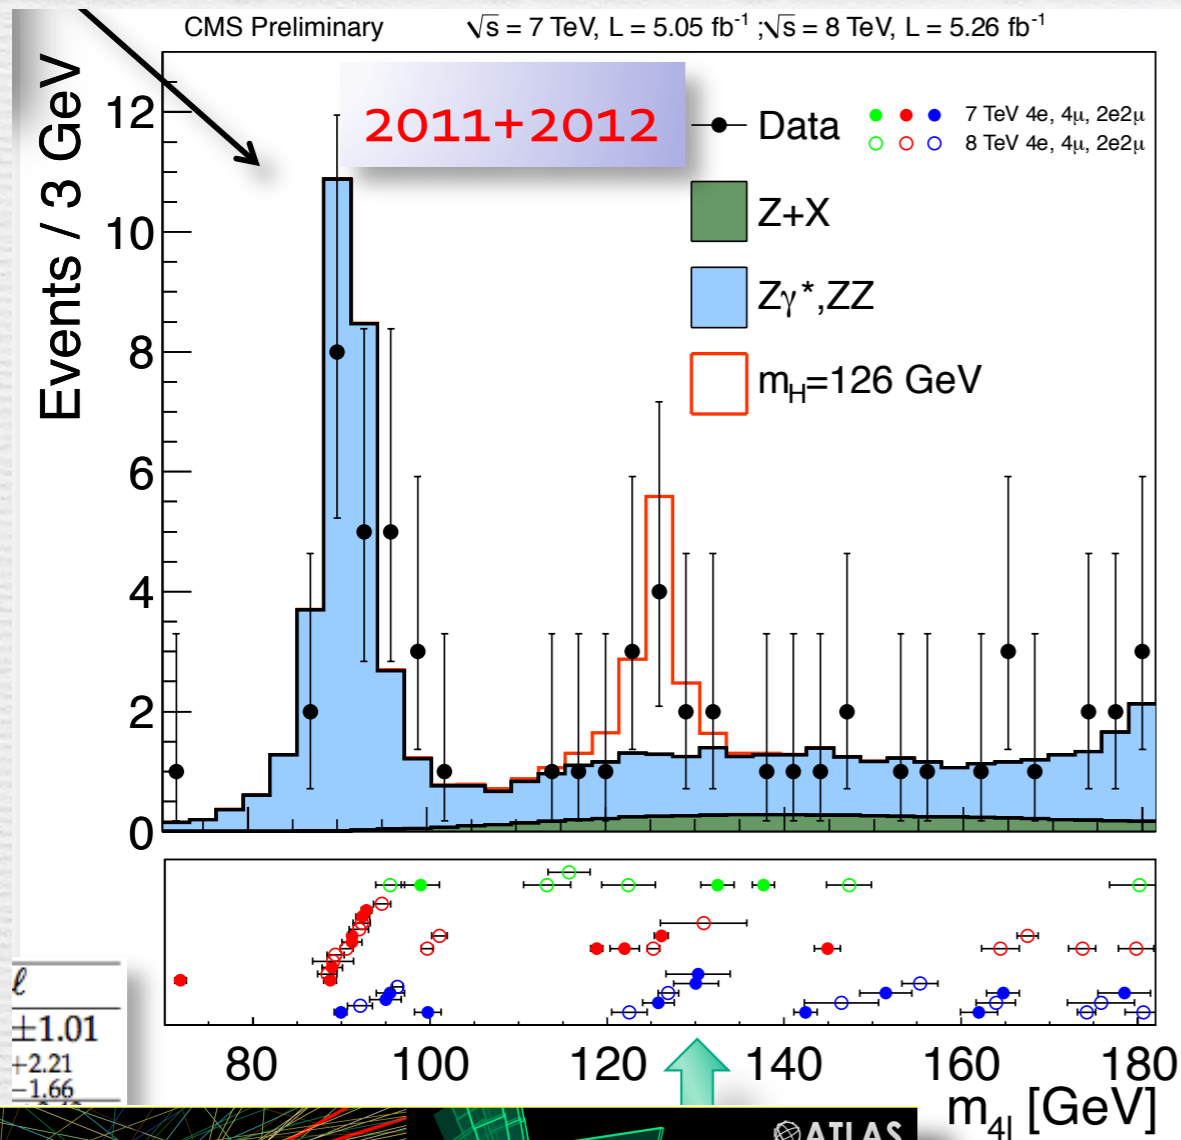 CMS Preliminary √s = 7 TeV, L = 5.05 fb⁻¹ ;√s = 8 TeV, L = 5.26 fb⁻¹
Events / 3 GeV
12
10
8
6
4
2
0
2011+2012
Data
7 TeV 4e, 4μ, 2e2μ
8 TeV 4e, 4μ, 2e2μ
Z+X
Zγ*,ZZ
m_H=126 GeV
ℓ
±1.01
+2.21
−1.66
80 100 120 140 160 180
m_4l [GeV]
ATLAS